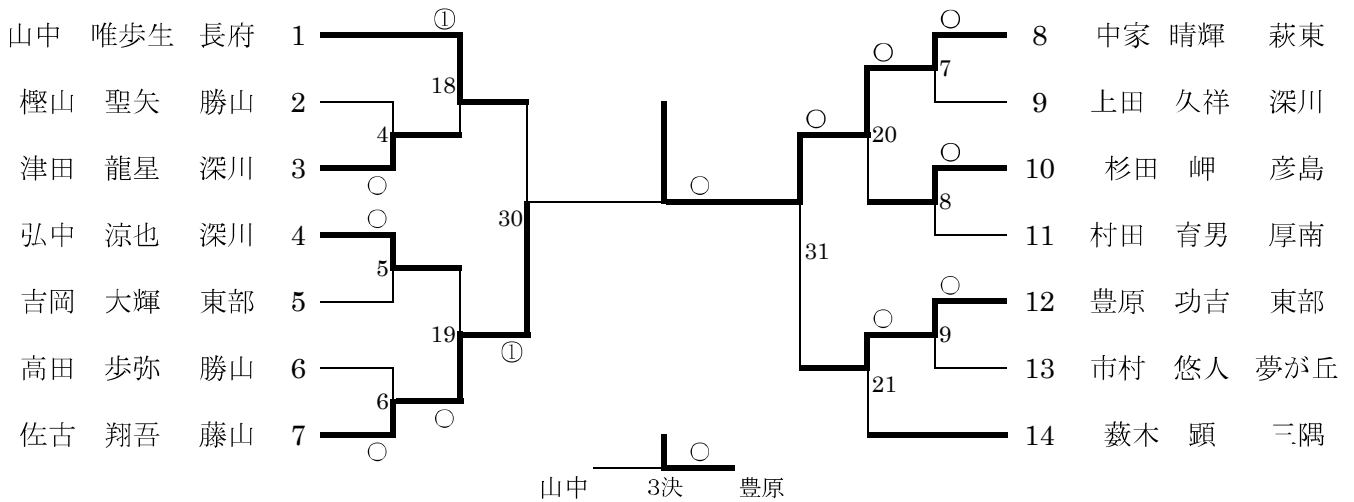 ① ○
山中 唯歩生 長府 1 8 中家 晴輝 萩東
○
18 7
樫山 聖矢 勝山 2 9 上田 久祥 深川
○
4 20
○
津田 龍星 深川 3 10 杉田 岬 彦島
○ ○
○ 30 8
弘中 涼也 深川 4 11 村田 育男 厚南
31
5
○
吉岡 大輝 東部 5 12 豊原 功吉 東部
○
19 9
①
高田 歩弥 勝山 6 13 市村 悠人 夢が丘
21
6
○
佐古 翔吾 藤山 7 14 薮木 顕 三隅
○ ○
山中 3決 豊原